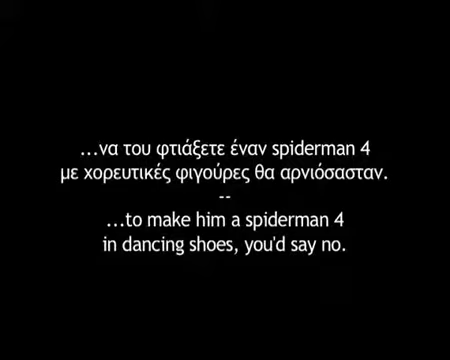 ...να του φτιάξετε έναν spiderman 4
με χορευτικές φιγούρες θα αρνιόσασταν.
--
...to make him a spiderman 4
in dancing shoes, you'd say no.